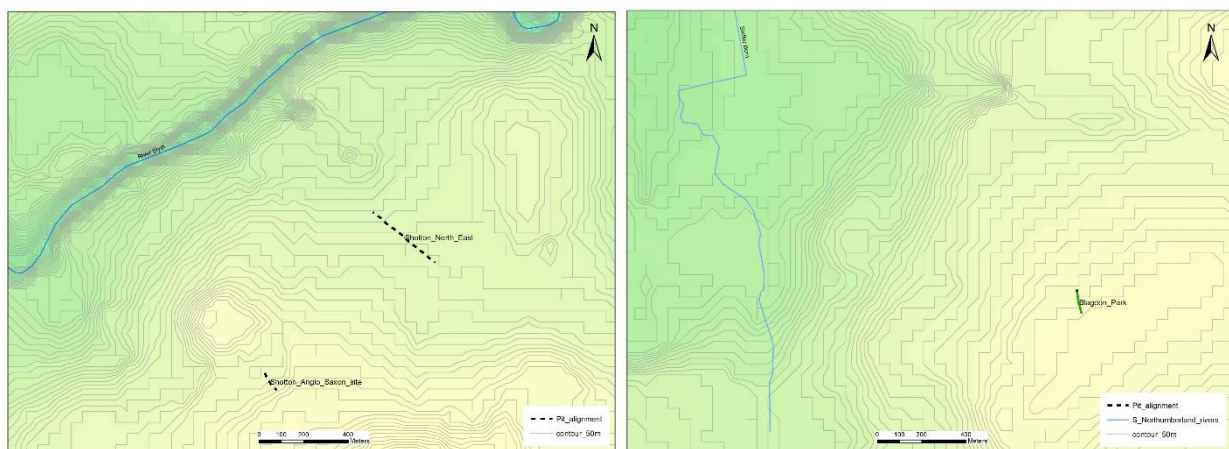 N
River Blyth
Shotton_North_East
Shotton_Anglo_Saxon_site
Pit_alignment
contour_50m
0 100 200 400
Meters
N
Blagdon_Park
Pit_alignment
S_Northumberland_rivers
contour_50m
0 100 200 400
Meters